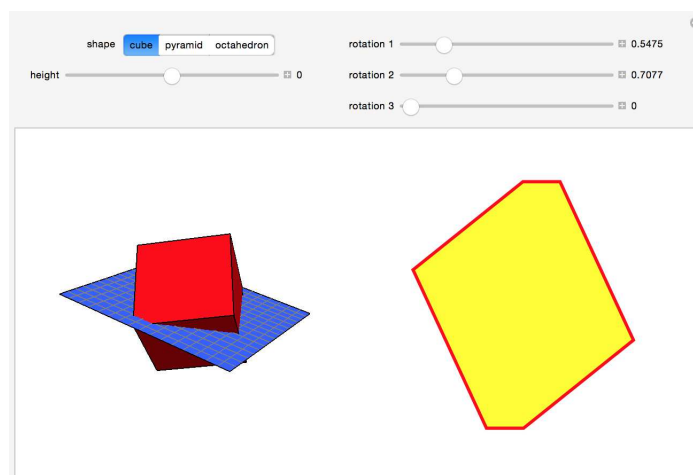 shape cube pyramid octahedron
height 0
rotation 1 0.5475
rotation 2 0.7077
rotation 3 0